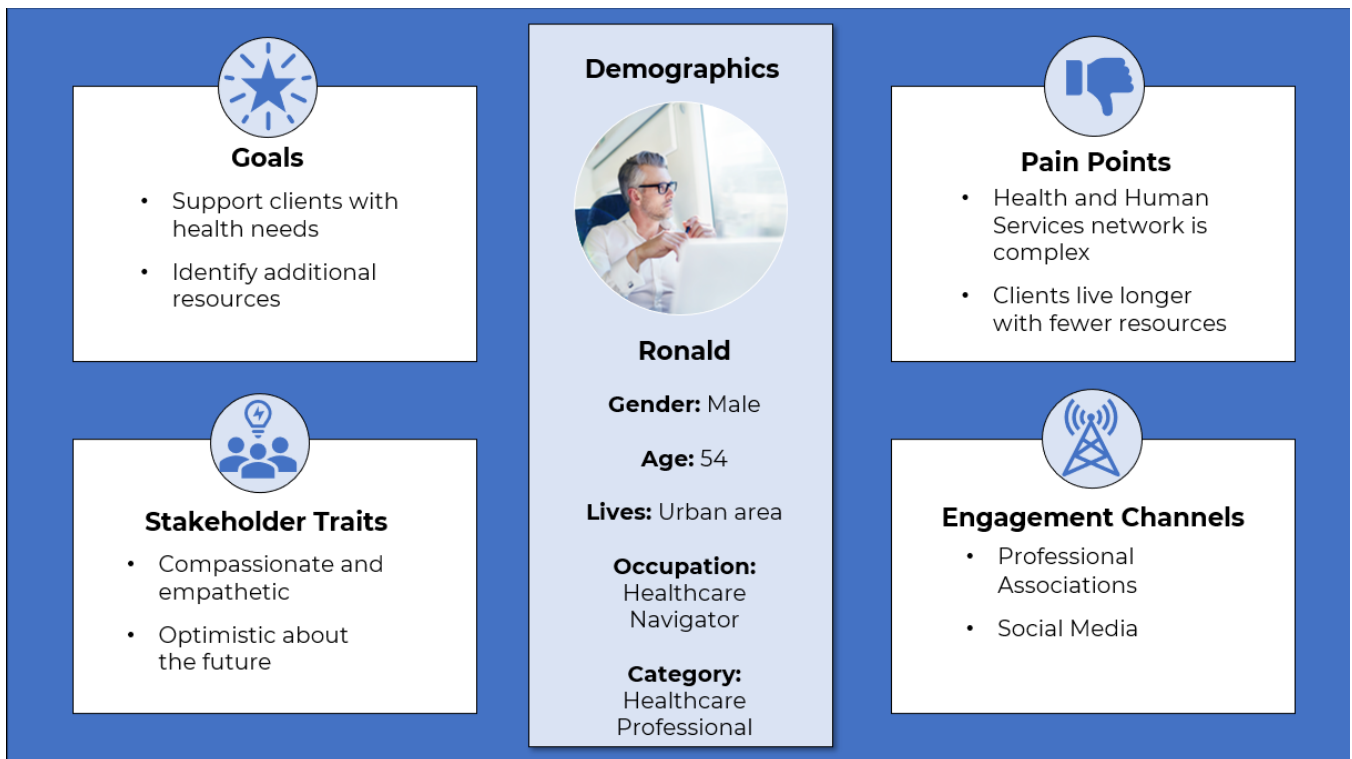 Goals
• Support clients with
health needs
• Identify additional
resources
Stakeholder Traits
• Compassionate and
empathetic
• Optimistic about
the future
Demographics
Ronald
Gender: Male
Age: 54
Lives: Urban area
Occupation:
Healthcare
Navigator
Category:
Healthcare
Professional
Pain Points
• Health and Human
Services network is
complex
• Clients live longer
with fewer resources
Engagement Channels
• Professional
Associations
• Social Media